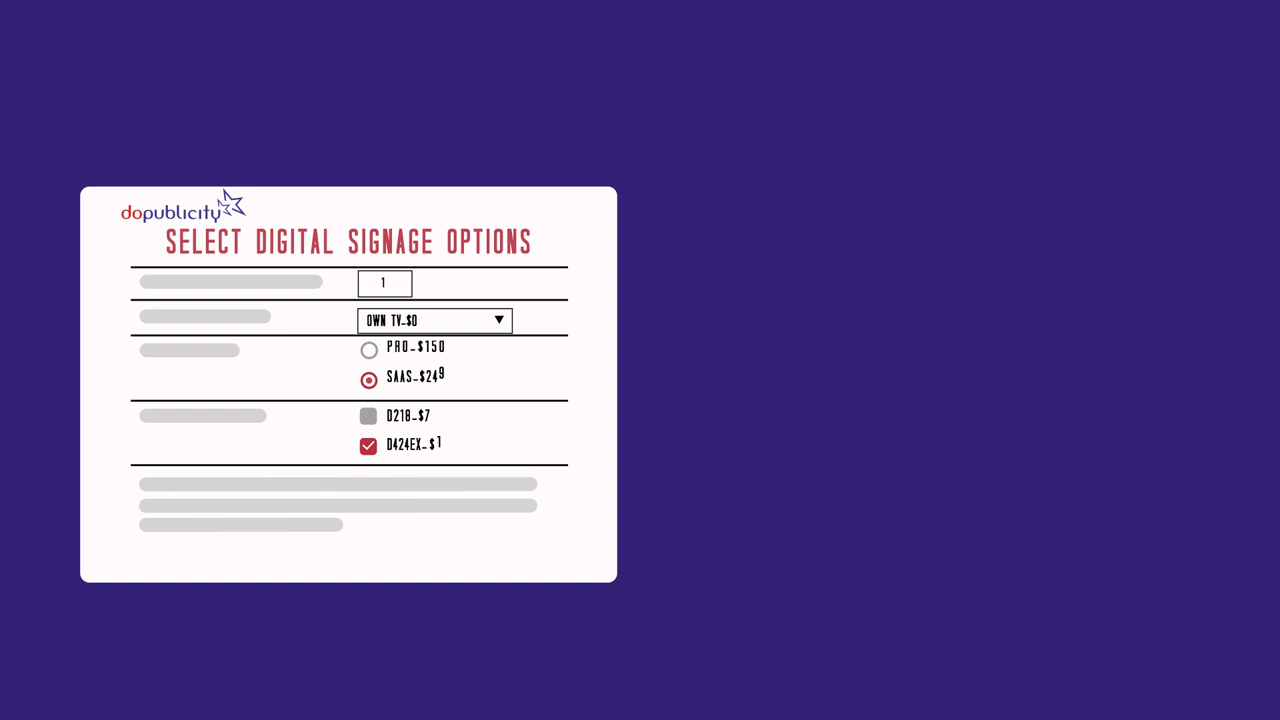 dopublicity
SELECT DIGITAL SIGNAGE OPTIONS
1
OWN TV-$0
PRO-$150
SAAS-$249
D218-$7
D424EX-$1